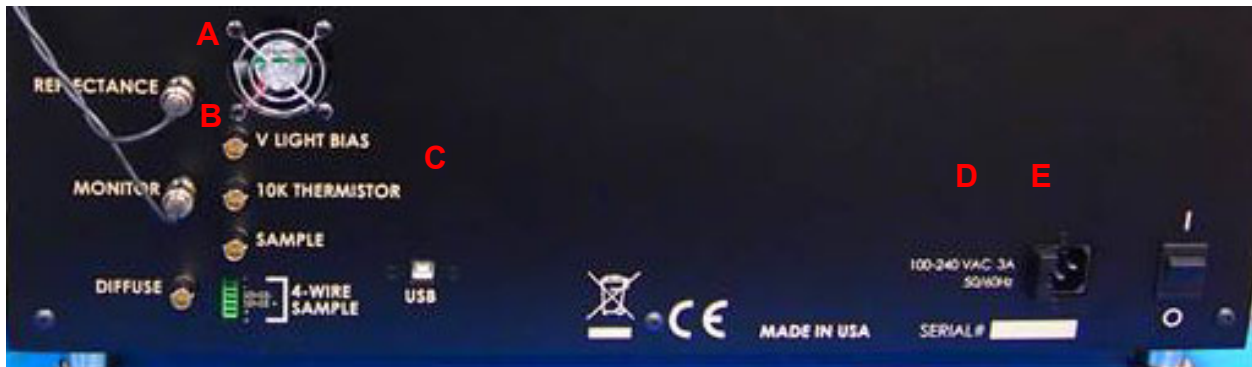 A
REFLECTANCE
B
V LIGHT BIAS
C
MONITOR
10K THERMISTOR
D E
SAMPLE
I
DIFFUSE
4-WIRE
SAMPLE
USB
100-240 VAC 3A
50/60Hz
O
CE
MADE IN USA
SERIAL#